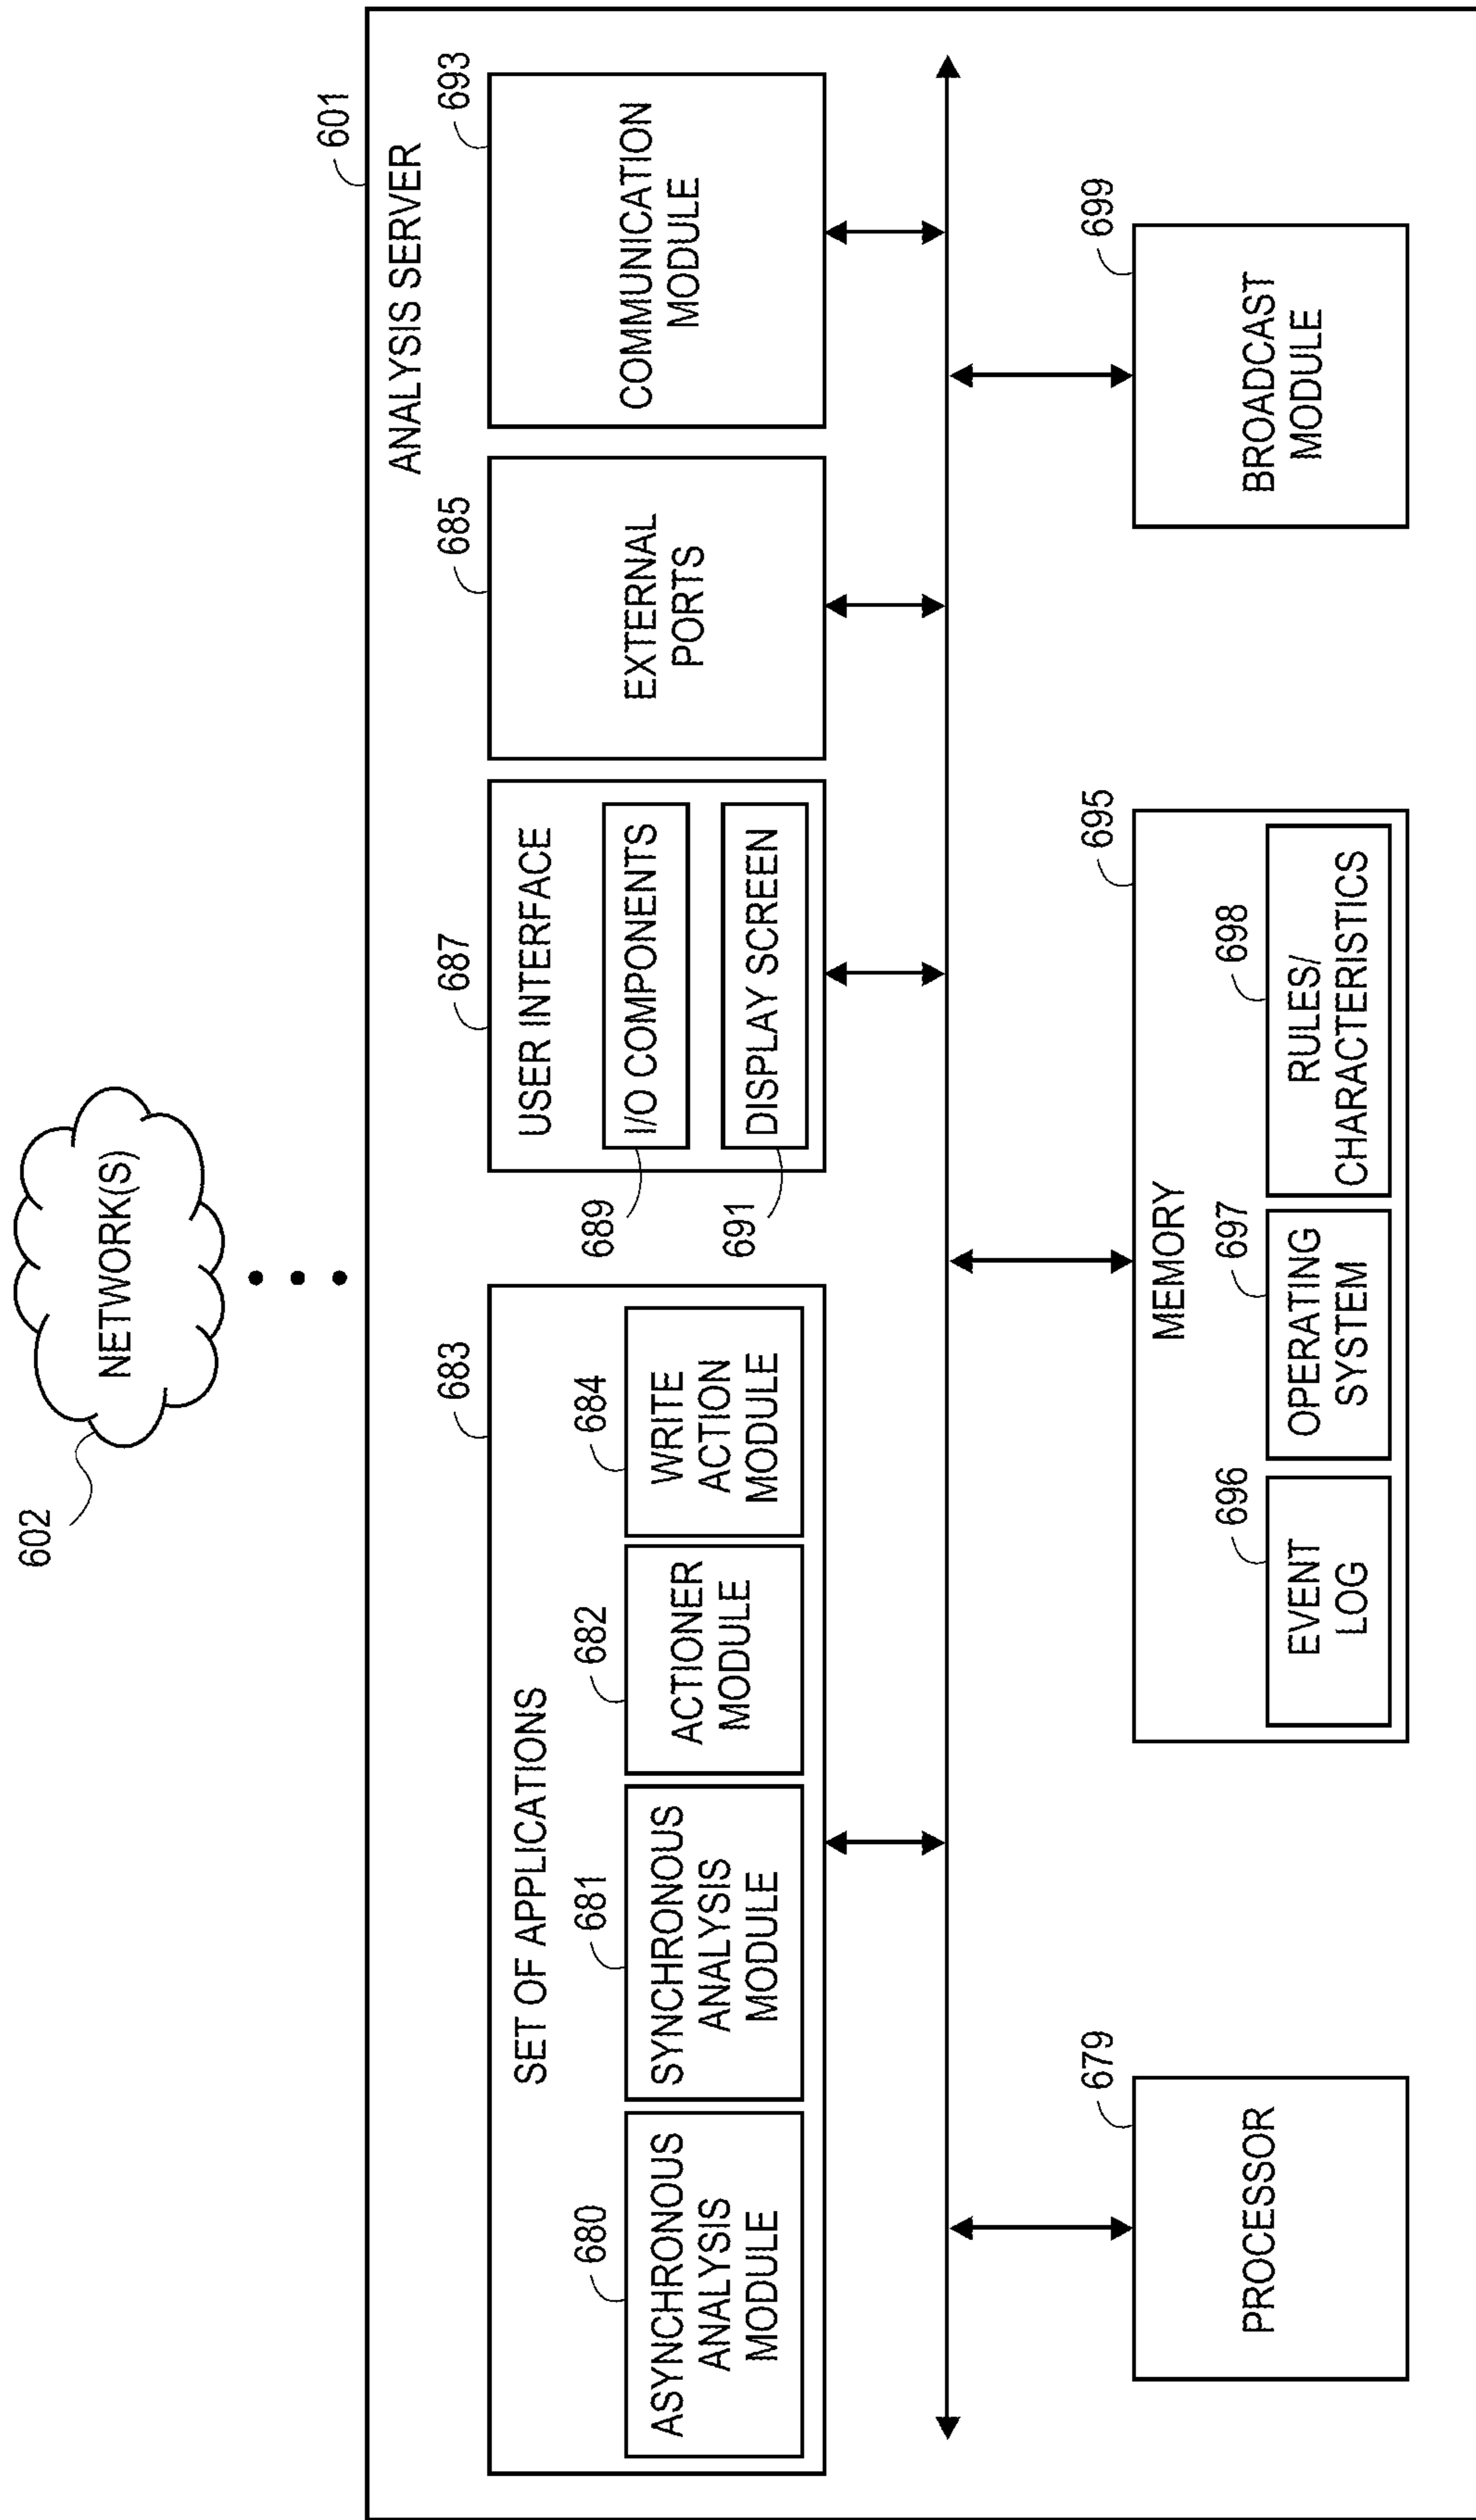 602
NETWORK(S)
601
ANALYSIS SERVER
683
SET OF APPLICATIONS
680
ASYNCHRONOUS
ANALYSIS
MODULE
681
SYNCHRONOUS
ANALYSIS
MODULE
682
ACTIONER
MODULE
684
WRITE
ACTION
MODULE
687
USER INTERFACE
689
I/O COMPONENTS
691
DISPLAY SCREEN
685
EXTERNAL
PORTS
693
COMMUNICATION
MODULE
679
PROCESSOR
695
MEMORY
696
EVENT
LOG
697
OPERATING
SYSTEM
698
RULES/
CHARACTERISTICS
699
BROADCAST
MODULE